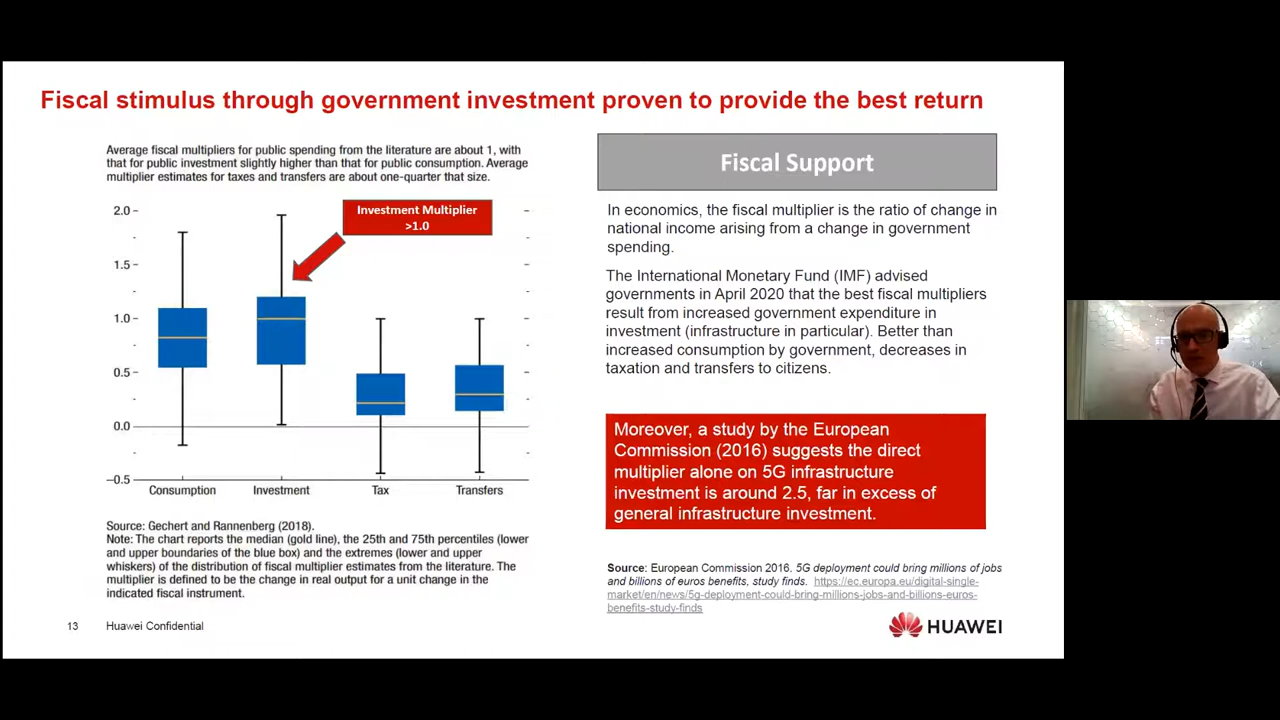 Fiscal stimulus through government investment proven to provide the best return
Average fiscal multipliers for public spending from the literature are about 1, with
that for public investment slightly higher than that for public consumption. Average
multiplier estimates for taxes and transfers are about one-quarter that size.
2.0
1.5
1.0
0.5
0.0
–0.5
Investment Multiplier
>1.0
Consumption
Investment
Tax
Transfers
Source: Gechert and Rannenberg (2018).
Note: The chart reports the median (gold line), the 25th and 75th percentiles (lower
and upper boundaries of the blue box) and the extremes (lower and upper
whiskers) of the distribution of fiscal multiplier estimates from the literature. The
multiplier is defined to be the change in real output for a unit change in the
indicated fiscal instrument.
Fiscal Support
In economics, the fiscal multiplier is the ratio of change in
national income arising from a change in government
spending.
The International Monetary Fund (IMF) advised
governments in April 2020 that the best fiscal multipliers
result from increased government expenditure in
investment (infrastructure in particular). Better than
increased consumption by government, decreases in
taxation and transfers to citizens.
Moreover, a study by the European
Commission (2016) suggests the direct
multiplier alone on 5G infrastructure
investment is around 2.5, far in excess of
general infrastructure investment.
Source: European Commission 2016. 5G deployment could bring millions of jobs
and billions of euros benefits, study finds. https://ec.europa.eu/digital-single-
market/en/news/5g-deployment-could-bring-millions-jobs-and-billions-euros-
benefits-study-finds
13
Huawei Confidential
HUAWEI